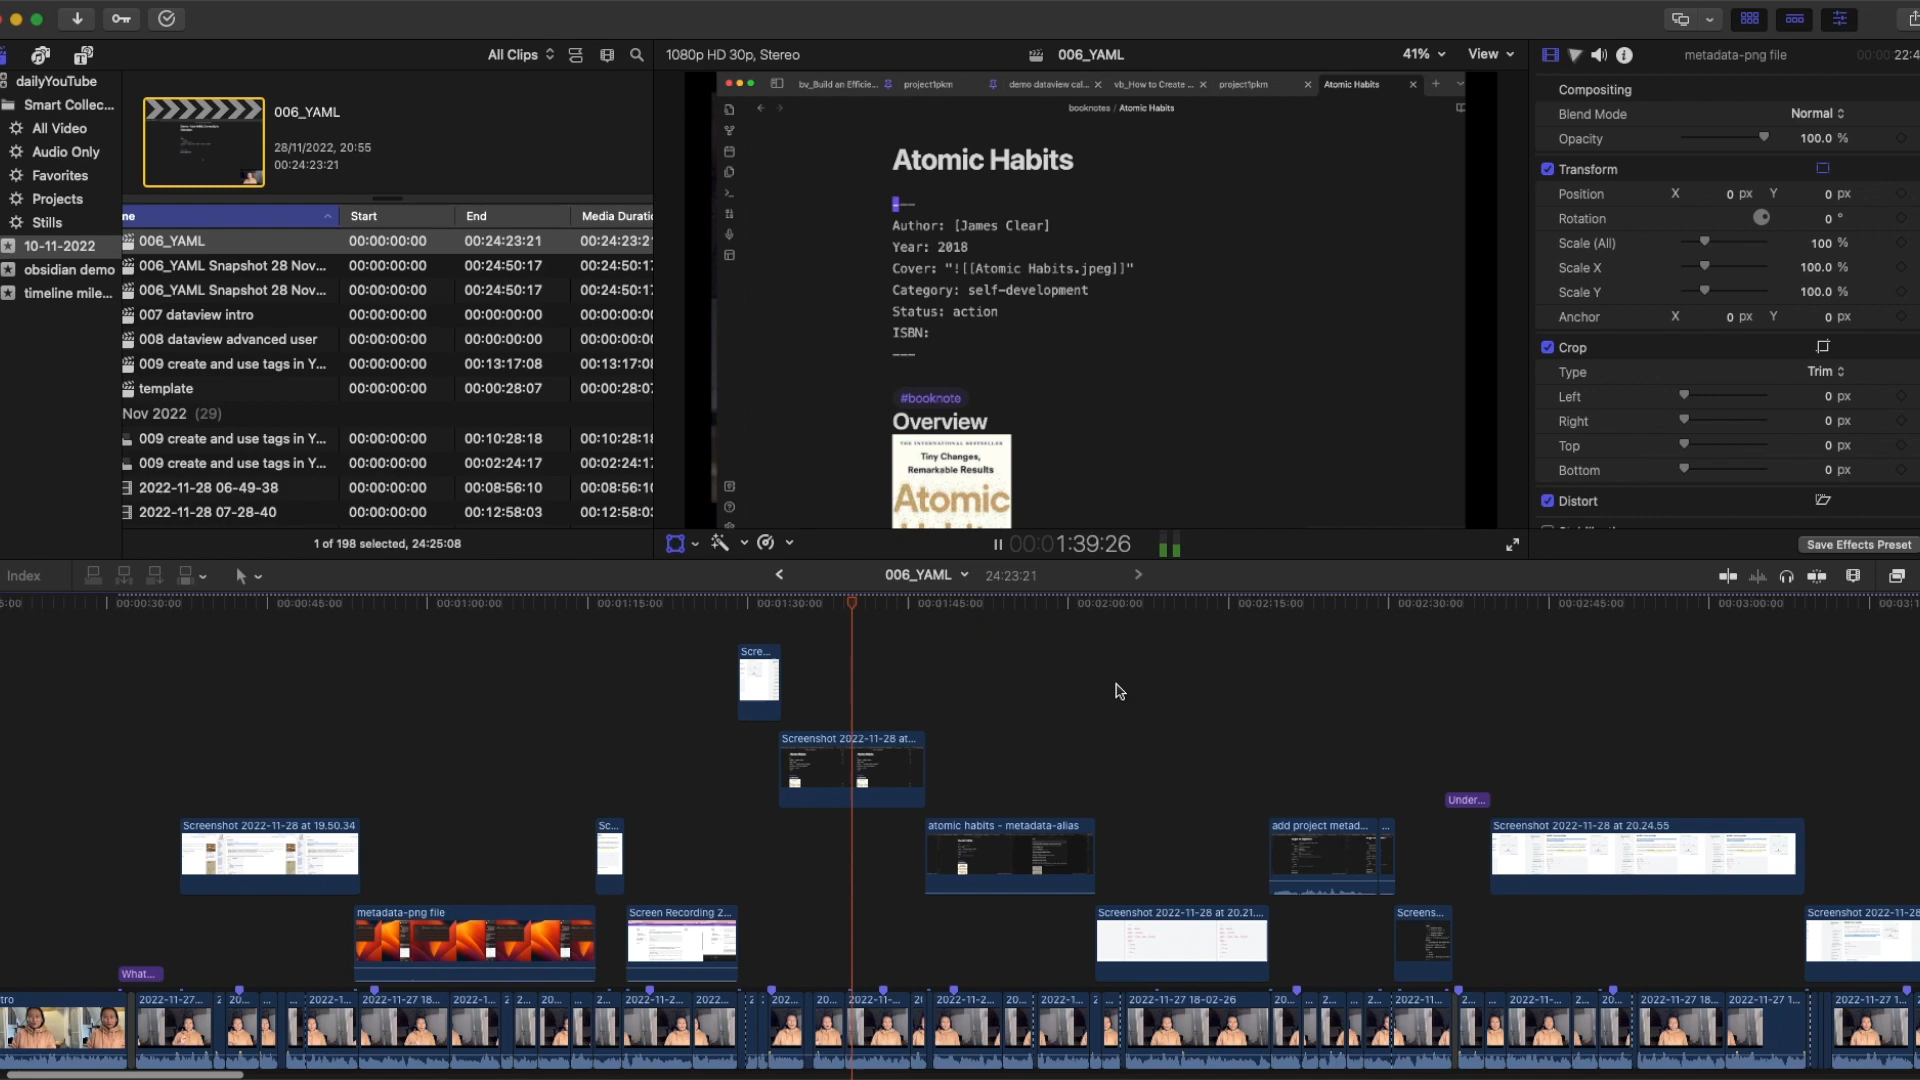 All Clips
1080p HD 30p, Stereo
006_YAML
41%
View
metadata-png file
00:00:22:4
dailyYouTube
Smart Collec...
All Video
Audio Only
Favorites
Projects
Stills
10-11-2022
obsidian demo
timeline mile...
006_YAML
28/11/2022, 20:55
00:24:23:21
me
Start
End
Media Duratio
006_YAML 00:00:00:00 00:24:23:21 00:24:23:2
006_YAML Snapshot 28 Nov... 00:00:00:00 00:24:50:17 00:24:50:17
006_YAML Snapshot 28 Nov... 00:00:00:00 00:24:50:17 00:24:50:17
007 dataview intro 00:00:00:00 00:00:00:00 00:00:00:00
008 dataview advanced user 00:00:00:00 00:00:00:00 00:00:00:00
009 create and use tags in Y... 00:00:00:00 00:13:17:08 00:13:17:08
template 00:00:00:00 00:00:28:07 00:00:28:07
Nov 2022 (29)
009 create and use tags in Y... 00:00:00:00 00:10:28:18 00:10:28:18
009 create and use tags in Y... 00:00:00:00 00:02:24:17 00:02:24:17
2022-11-28 06-49-38 00:00:00:00 00:08:56:10 00:08:56:10
2022-11-28 07-28-40 00:00:00:00 00:12:58:03 00:12:58:03
1 of 198 selected, 24:25:08
bv_Build an Efficie... project1pkm demo dataview cal... vb_How to Create ... project1pkm Atomic Habits
booknotes / Atomic Habits
Atomic Habits
---
Author: [James Clear]
Year: 2018
Cover: "![[Atomic Habits.jpeg]]"
Category: self-development
Status: action
ISBN:
---
#booknote
Overview
THE INTERNATIONAL BESTSELLER
Tiny Changes,
Remarkable Results
Atomic
00:01:39:26
Compositing
Blend Mode Normal
Opacity 100.0 %
Transform
Position X 0 px Y 0 px
Rotation 0 °
Scale (All) 100 %
Scale X 100.0 %
Scale Y 100.0 %
Anchor X 0 px Y 0 px
Crop
Type Trim
Left 0 px
Right 0 px
Top 0 px
Bottom 0 px
Distort
Save Effects Preset
Index
006_YAML 24:23:21
5:00 00:00:30:00 00:00:45:00 00:01:00:00 00:01:15:00 00:01:30:00 00:01:45:00 00:02:00:00 00:02:15:00 00:02:30:00 00:02:45:00 00:03:00:00 00:03:1
Scre...
Screenshot 2022-11-28 at...
Under...
Screenshot 2022-11-28 at 19.50.34 Sc... atomic habits - metadata-alias add project metad... ... Screenshot 2022-11-28 at 20.24.55
metadata-png file Screen Recording 2... Screenshot 2022-11-28 at 20.21.... Screens... Screenshot 2022-11-28
What...
tro 2022-11-27... 2 20... ... ... 2022-1... 2022-11-27 18... 2022-1... 2 2... 20... ... 2... 2022-11-2... 2022... 2 202... 20... 2022-11-27... 2( 2022-11-2... 20... 2022-1... 2 ... 2022-11-27 18-02-26 20... ... 2... ... 2... 2022-11... 2... ... 2022-11-... 2... 20... 2022-11-27 18... 2022-11-27 1... 2022-11-27 1...